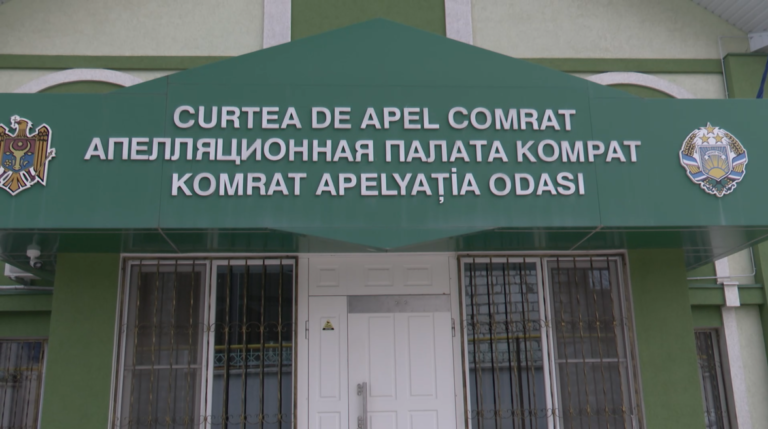 CURTEA DE APEL COMRAT
АПЕЛЛЯЦИОННАЯ ПАЛАТА КОМРАТ
KOMRAT APELYAȚİA ODASI